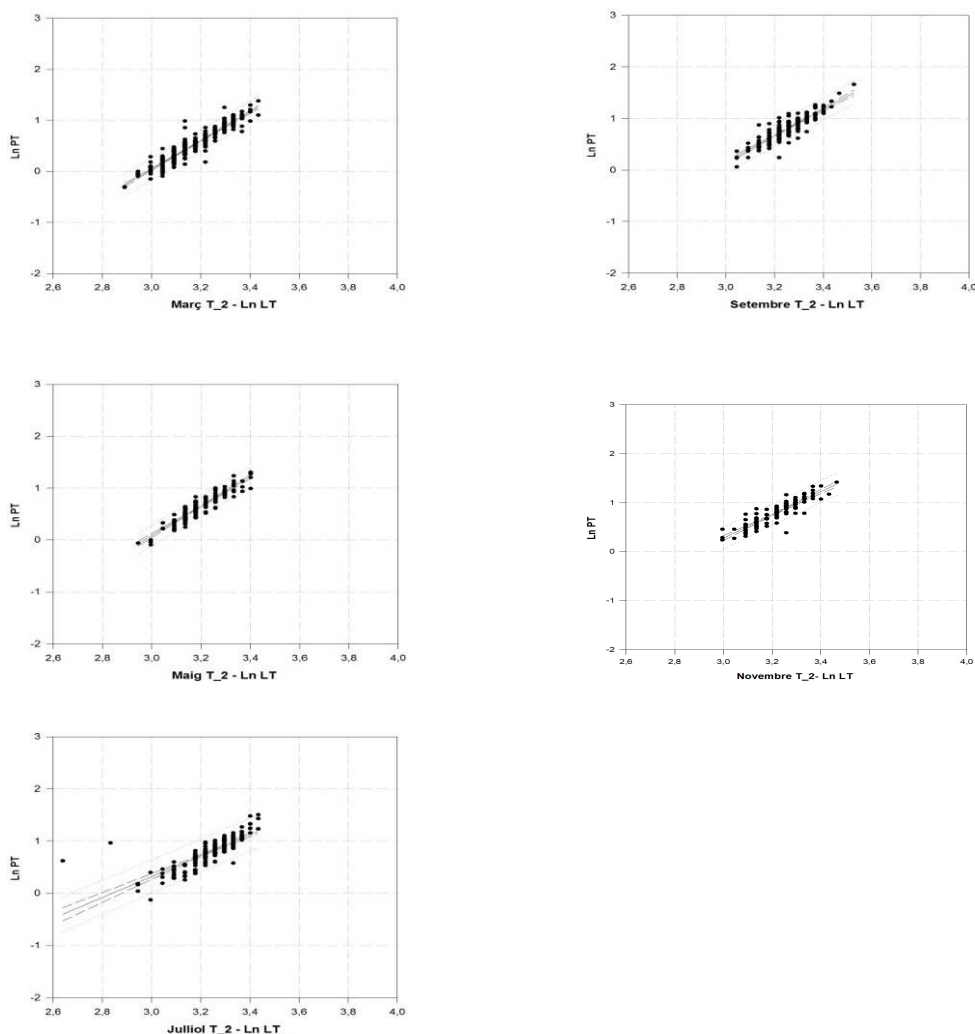 3
2
1
0
-1
-2
Ln PT
2,6 2,8 3,0 3,2 3,4 3,6 3,8 4,0
Març T_2 - Ln LT
3
2
1
0
-1
-2
Ln PT
2,6 2,8 3,0 3,2 3,4 3,6 3,8 4,0
Setembre T_2 - Ln LT
3
2
1
0
-1
-2
Ln PT
2,6 2,8 3,0 3,2 3,4 3,6 3,8 4,0
Maig T_2 - Ln LT
3
2
1
0
-1
-2
Ln PT
2,6 2,8 3,0 3,2 3,4 3,6 3,8 4,0
Novembre T_2- Ln LT
3
2
1
0
-1
-2
Ln PT
2,6 2,8 3,0 3,2 3,4 3,6 3,8 4,0
Julliol T_2 - Ln LT